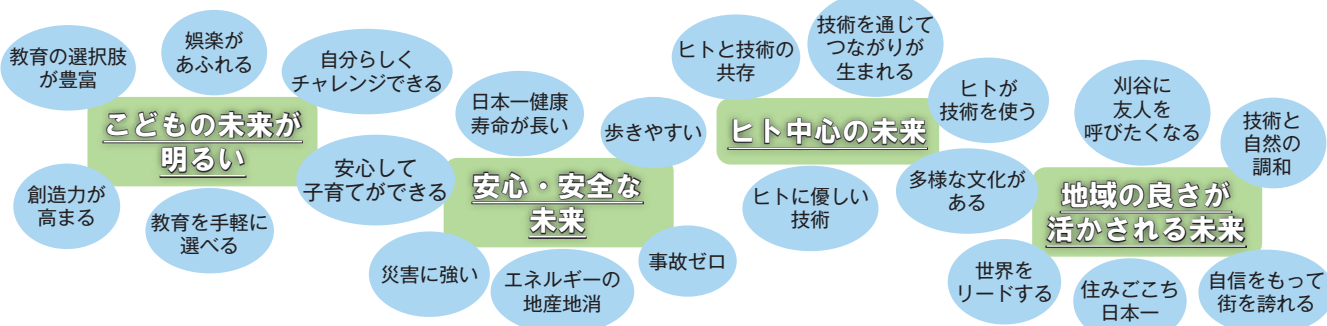 教育の選択肢
が豊富
娯楽が
あふれる
自分らしく
チャレンジできる
こどもの未来が
明るい
創造力が
高まる
教育を手軽に
選べる
安心して
子育てができる
日本一健康
寿命が長い
歩きやすい
安心・安全な
未来
災害に強い
エネルギーの
地産地消
事故ゼロ
ヒトと技術の
共存
技術を通じて
つながりが
生まれる
ヒトが
技術を使う
ヒト中心の未来
ヒトに優しい
技術
多様な文化が
ある
刈谷に
友人を
呼びたくなる
技術と
自然の
調和
地域の良さが
活かされる未来
世界を
リードする
住みごこち
日本一
自信をもって
街を誇れる